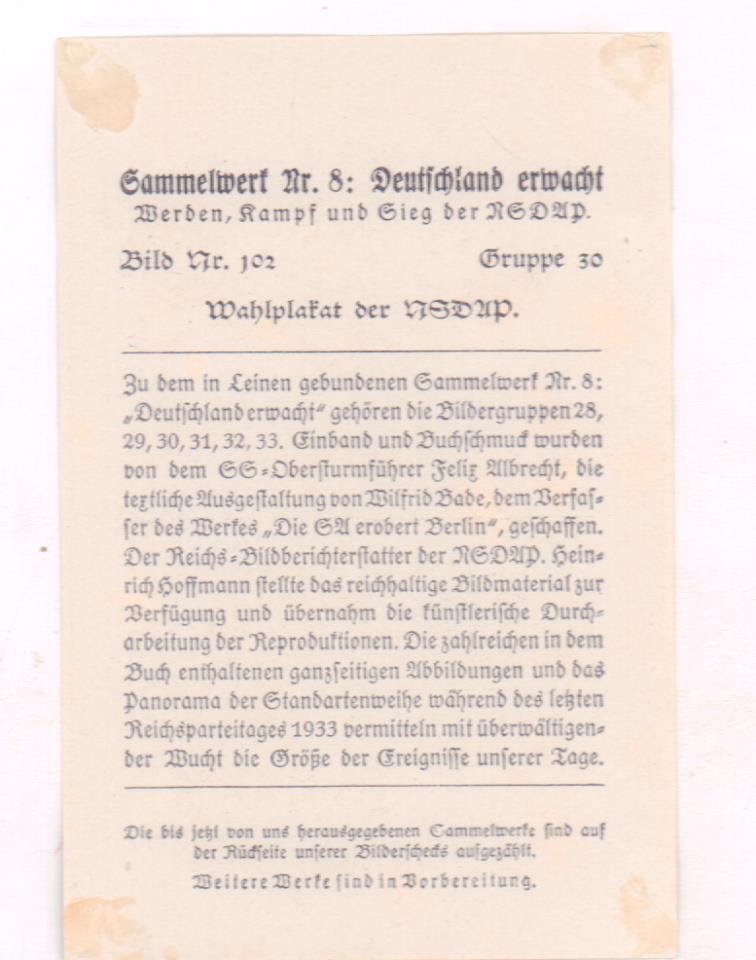 Sammelwerk Nr. 8: Deutschland erwacht
Werden, Kampf und Sieg der NSDAP.
Bild Nr. 102 Gruppe 30
Wahlplakat der NSDAP.
Zu dem in Leinen gebundenen Sammelwerk Nr. 8:
„Deutschland erwacht“ gehören die Bildergruppen 28,
29, 30, 31, 32, 33. Einband und Buchschmuck wurden
von dem SS-Obersturmführer Felix Albrecht, die
textliche Ausgestaltung von Wilfrid Bade, dem Verfas-
ser des Werkes „Die SA erobert Berlin“, geschaffen.
Der Reichs-Bildberichterstatter der NSDAP. Hein-
rich Hoffmann stellte das reichhaltige Bildmaterial zur
Verfügung und übernahm die künstlerische Durch-
arbeitung der Reproduktionen. Die zahlreichen in dem
Buch enthaltenen ganzseitigen Abbildungen und das
Panorama der Standartenweihe während des letzten
Reichsparteitages 1933 vermitteln mit überwältigen-
der Wucht die Größe der Ereignisse unserer Tage.
Die bis jetzt von uns herausgegebenen Sammelwerke sind auf
der Rückseite unserer Bilderschecks aufgezählt.
Weitere Werke sind in Vorbereitung.